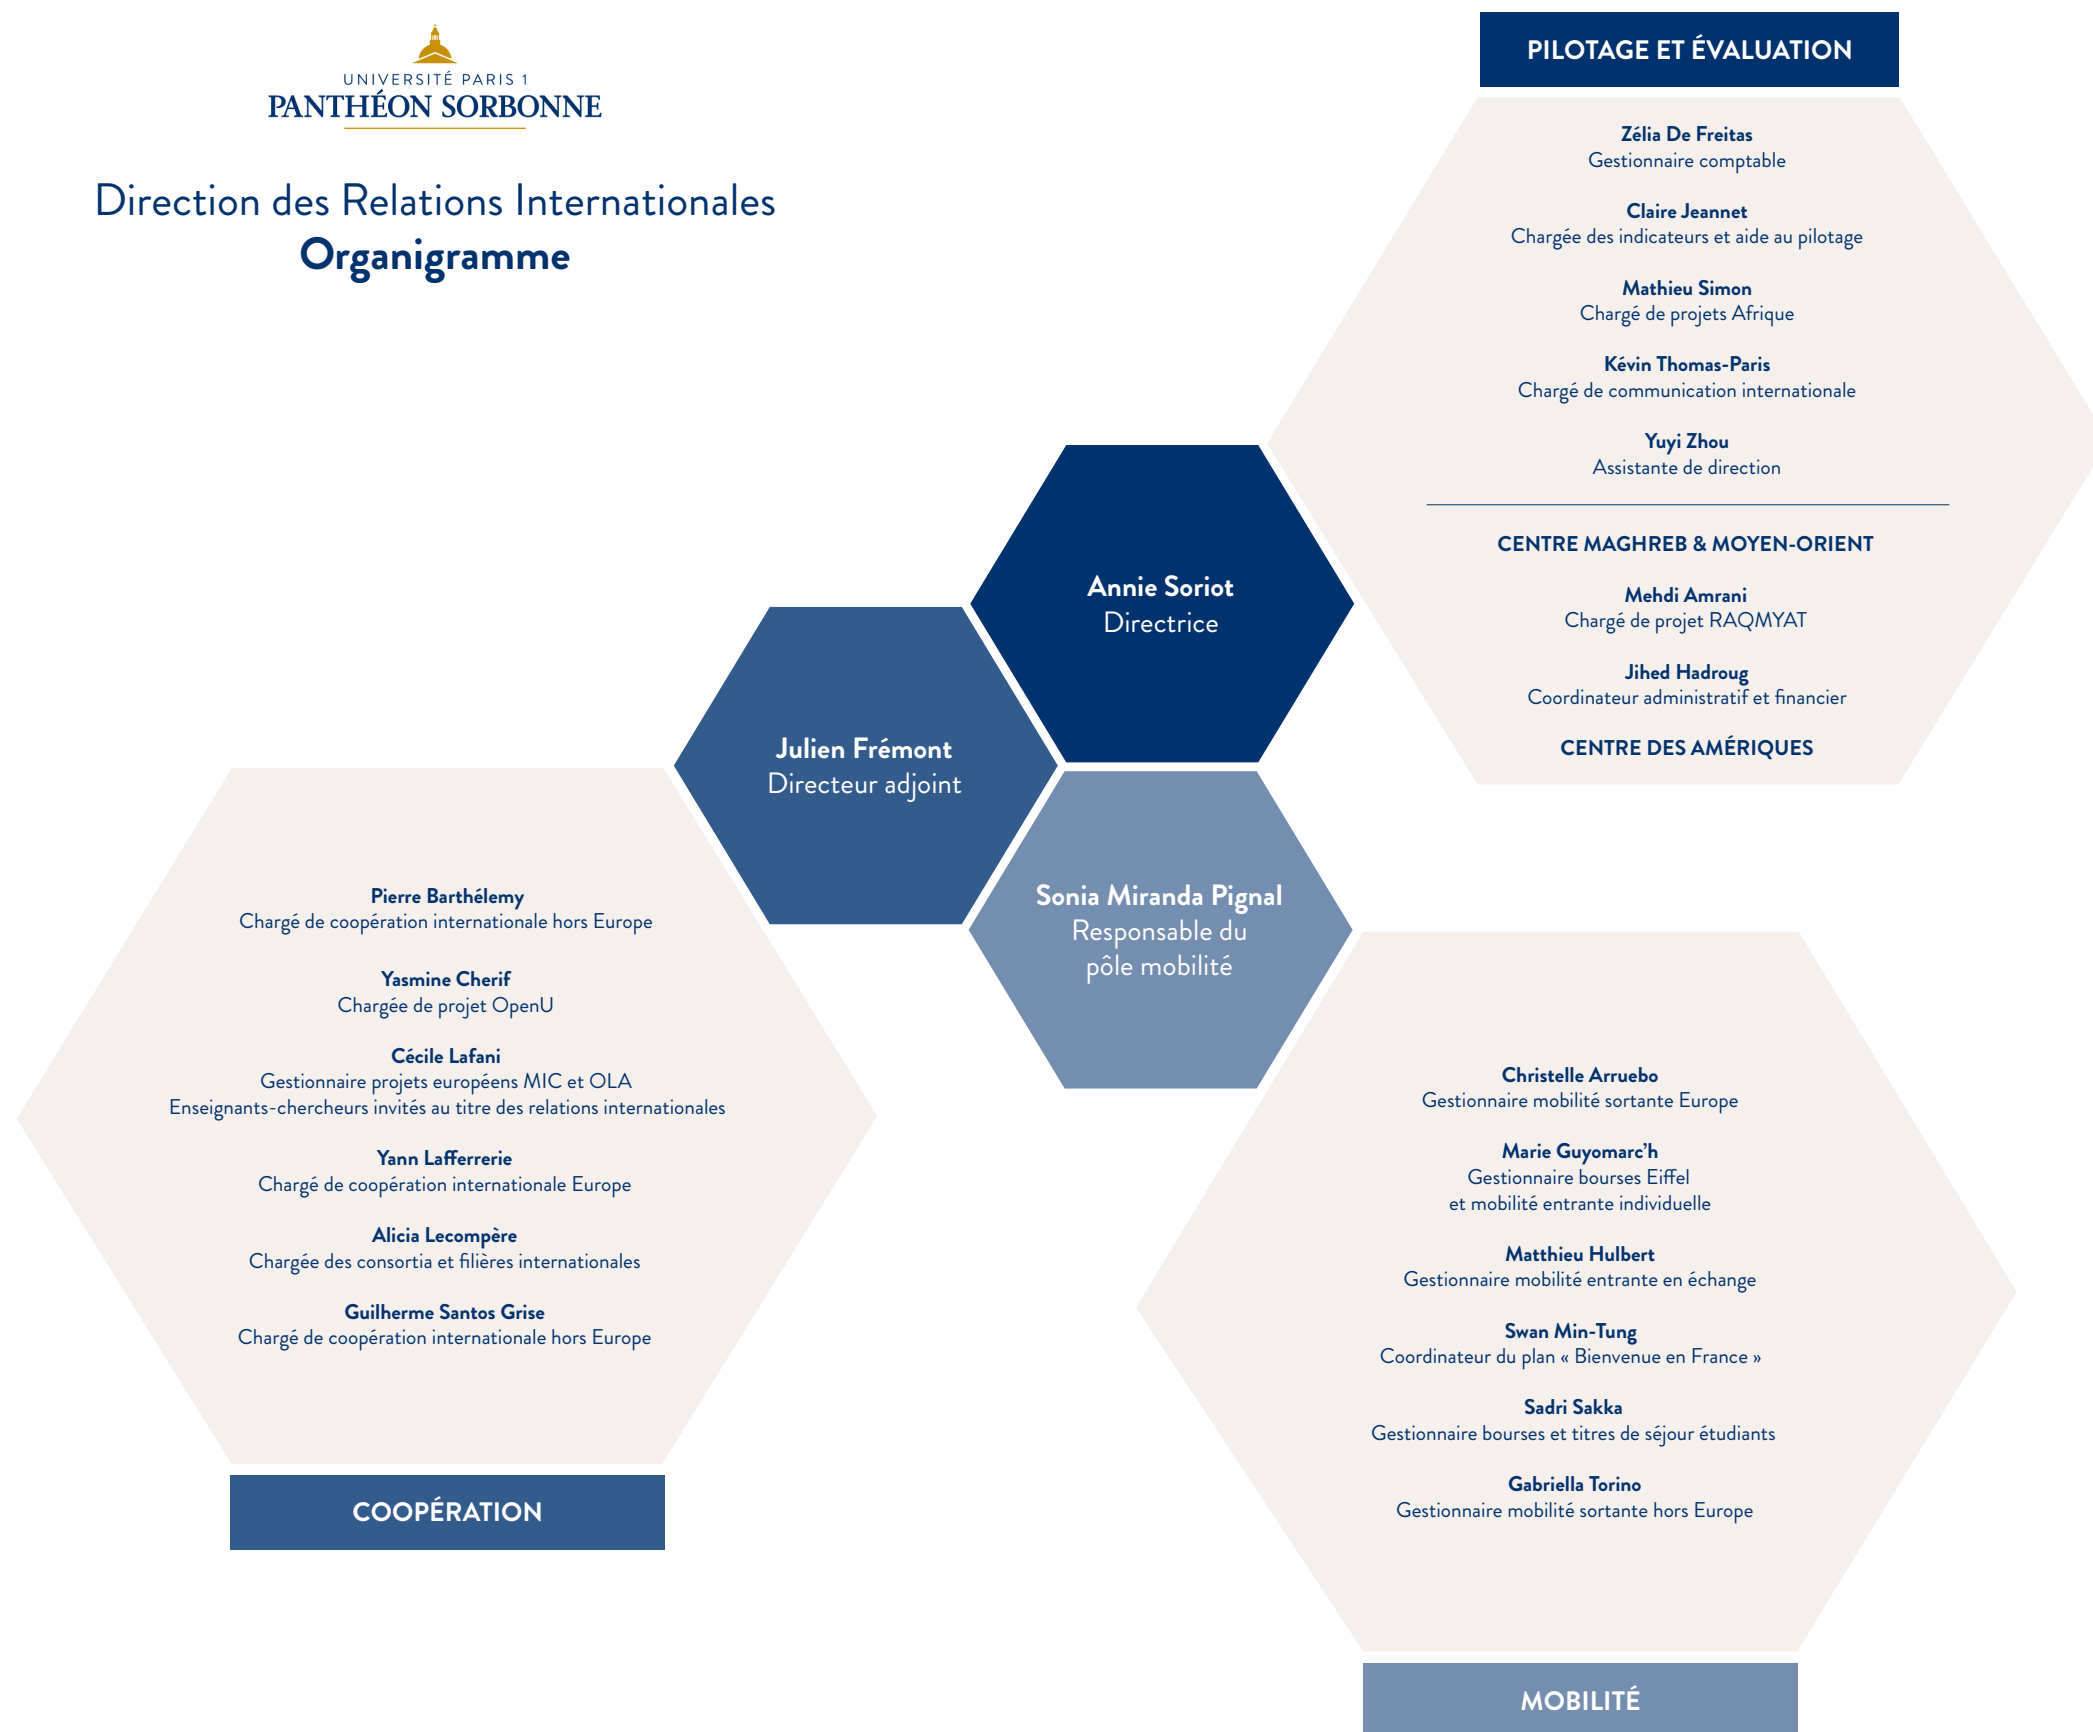 UNIVERSITÉ PARIS 1
PANTHÉON SORBONNE
Direction des Relations Internationales
Organigramme
PILOTAGE ET ÉVALUATION
Zélia De Freitas
Gestionnaire comptable
Claire Jeannet
Chargée des indicateurs et aide au pilotage
Mathieu Simon
Chargé de projets Afrique
Kévin Thomas-Paris
Chargé de communication internationale
Yuyi Zhou
Assistante de direction
CENTRE MAGHREB & MOYEN-ORIENT
Mehdi Amrani
Chargé de projet RAQMYAT
Jihed Hadroug
Coordinateur administratif et financier
CENTRE DES AMÉRIQUES
Annie Soriot
Directrice
Julien Frémont
Directeur adjoint
Sonia Miranda Pignal
Responsable du
pôle mobilité
Pierre Barthélemy
Chargé de coopération internationale hors Europe
Yasmine Cherif
Chargée de projet OpenU
Cécile Lafani
Gestionnaire projets européens MIC et OLA
Enseignants-chercheurs invités au titre des relations internationales
Yann Lafferrerie
Chargé de coopération internationale Europe
Alicia Lecompère
Chargée des consortia et filières internationales
Guilherme Santos Grise
Chargé de coopération internationale hors Europe
COOPÉRATION
Christelle Arruebo
Gestionnaire mobilité sortante Europe
Marie Guyomarc’h
Gestionnaire bourses Eiffel
et mobilité entrante individuelle
Matthieu Hulbert
Gestionnaire mobilité entrante en échange
Swan Min-Tung
Coordinateur du plan « Bienvenue en France »
Sadri Sakka
Gestionnaire bourses et titres de séjour étudiants
Gabriella Torino
Gestionnaire mobilité sortante hors Europe
MOBILITÉ